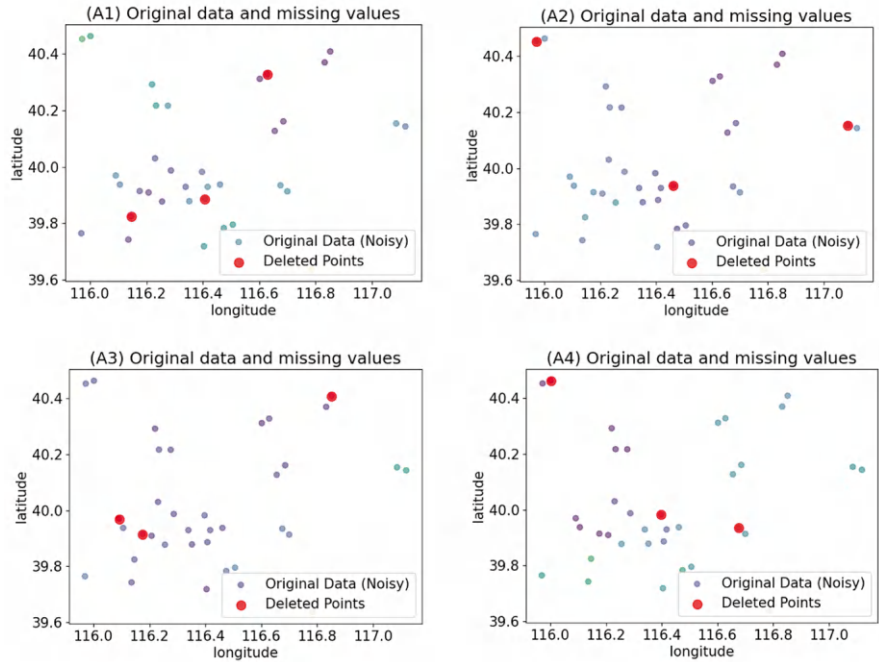 (A1) Original data and missing values
40.4
40.2
40.0
39.8
39.6
latitude
Original Data (Noisy)
Deleted Points
116.0 116.2 116.4 116.6 116.8 117.0
longitude
(A2) Original data and missing values
40.4
40.2
40.0
39.8
39.6
latitude
Original Data (Noisy)
Deleted Points
116.0 116.2 116.4 116.6 116.8 117.0
longitude
(A3) Original data and missing values
40.4
40.2
40.0
39.8
39.6
latitude
Original Data (Noisy)
Deleted Points
116.0 116.2 116.4 116.6 116.8 117.0
longitude
(A4) Original data and missing values
40.4
40.2
40.0
39.8
39.6
latitude
Original Data (Noisy)
Deleted Points
116.0 116.2 116.4 116.6 116.8 117.0
longitude